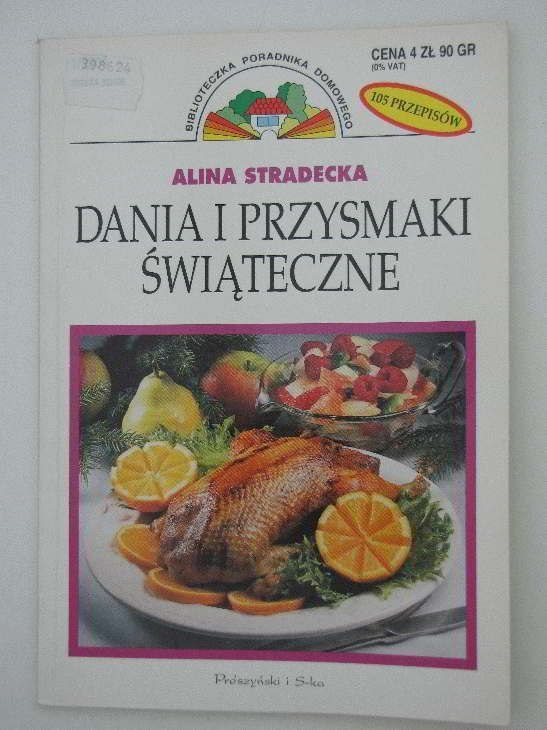 398624
BIBLIOTECZKA PORADNIKA DOMOWEGO
CENA 4 ZŁ 90 GR
(0% VAT)
105 PRZEPISÓW
ALINA STRADECKA
DANIA I PRZYSMAKI
ŚWIĄTECZNE
Prószyński i S-ka